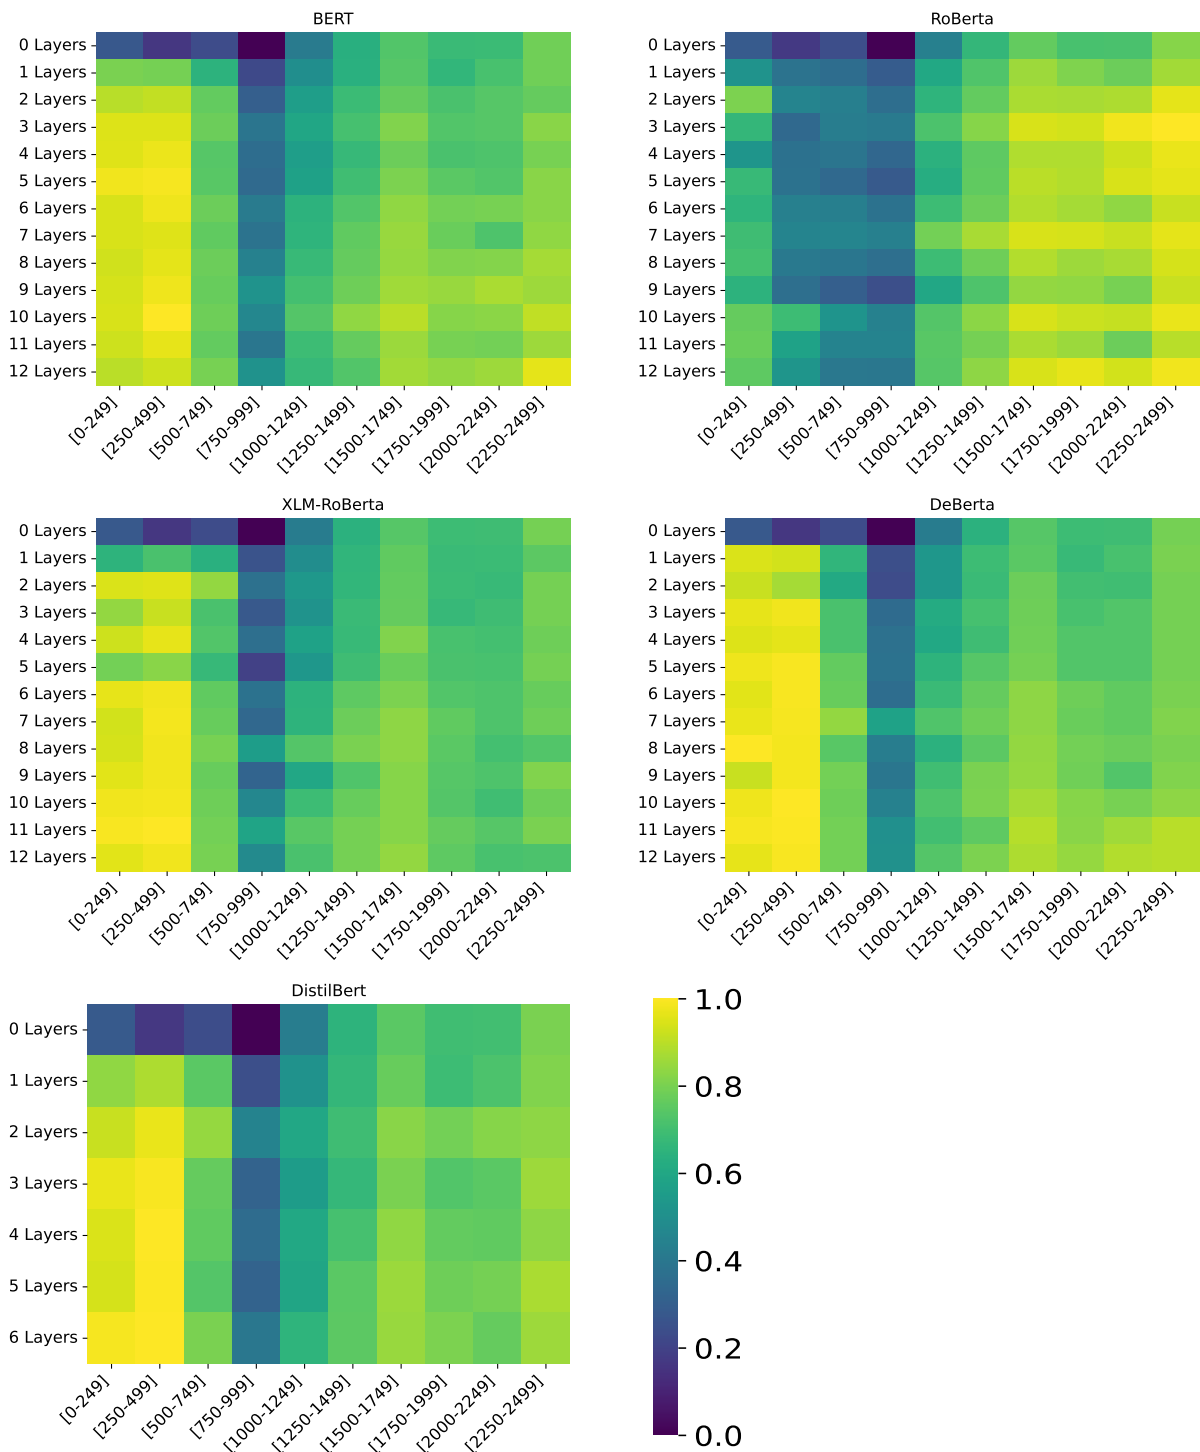 BERT
0 Layers
1 Layers
2 Layers
3 Layers
4 Layers
5 Layers
6 Layers
7 Layers
8 Layers
9 Layers
10 Layers
11 Layers
12 Layers
[0-249]
[250-499]
[500-749]
[750-999]
[1000-1249]
[1250-1499]
[1500-1749]
[1750-1999]
[2000-2249]
[2250-2499]
RoBerta
0 Layers
1 Layers
2 Layers
3 Layers
4 Layers
5 Layers
6 Layers
7 Layers
8 Layers
9 Layers
10 Layers
11 Layers
12 Layers
[0-249]
[250-499]
[500-749]
[750-999]
[1000-1249]
[1250-1499]
[1500-1749]
[1750-1999]
[2000-2249]
[2250-2499]
XLM-RoBerta
0 Layers
1 Layers
2 Layers
3 Layers
4 Layers
5 Layers
6 Layers
7 Layers
8 Layers
9 Layers
10 Layers
11 Layers
12 Layers
[0-249]
[250-499]
[500-749]
[750-999]
[1000-1249]
[1250-1499]
[1500-1749]
[1750-1999]
[2000-2249]
[2250-2499]
DeBerta
0 Layers
1 Layers
2 Layers
3 Layers
4 Layers
5 Layers
6 Layers
7 Layers
8 Layers
9 Layers
10 Layers
11 Layers
12 Layers
[0-249]
[250-499]
[500-749]
[750-999]
[1000-1249]
[1250-1499]
[1500-1749]
[1750-1999]
[2000-2249]
[2250-2499]
DistilBert
0 Layers
1 Layers
2 Layers
3 Layers
4 Layers
5 Layers
6 Layers
[0-249]
[250-499]
[500-749]
[750-999]
[1000-1249]
[1250-1499]
[1500-1749]
[1750-1999]
[2000-2249]
[2250-2499]
1.0
0.8
0.6
0.4
0.2
0.0